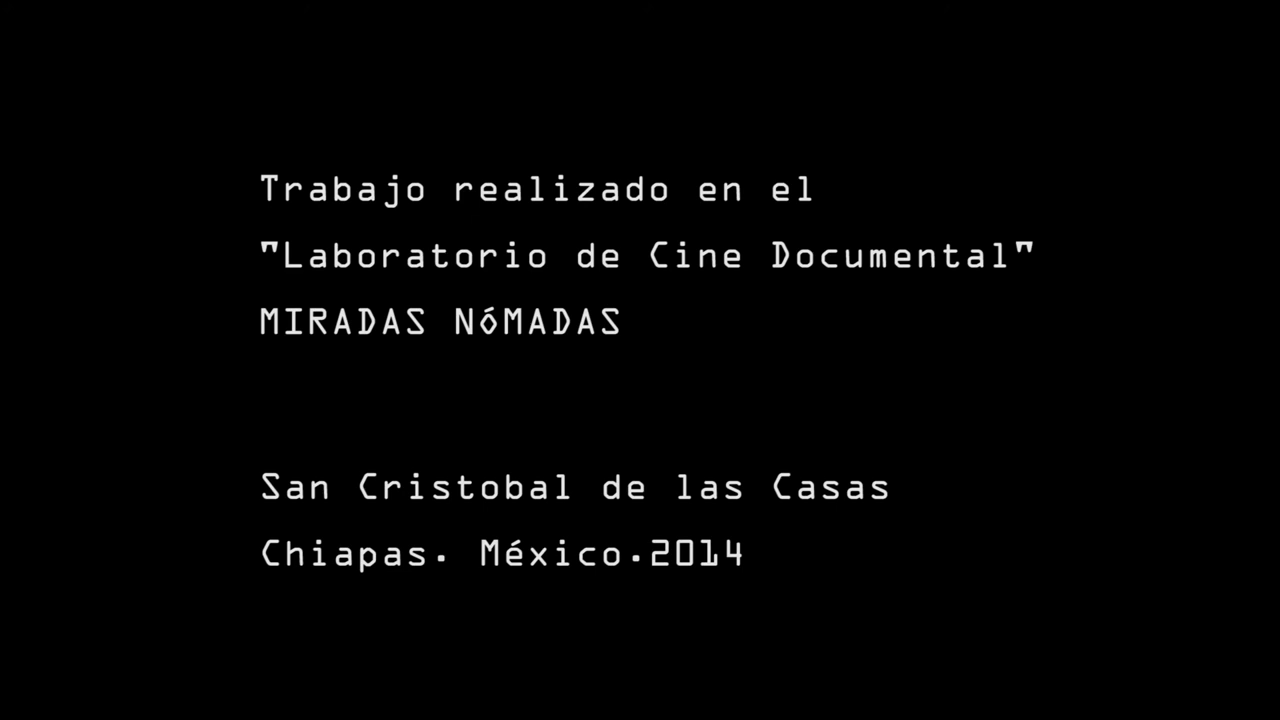 Trabajo realizado en el
"Laboratorio de Cine Documental"
MIRADAS NóMADAS
San Cristobal de las Casas
Chiapas. México.2014